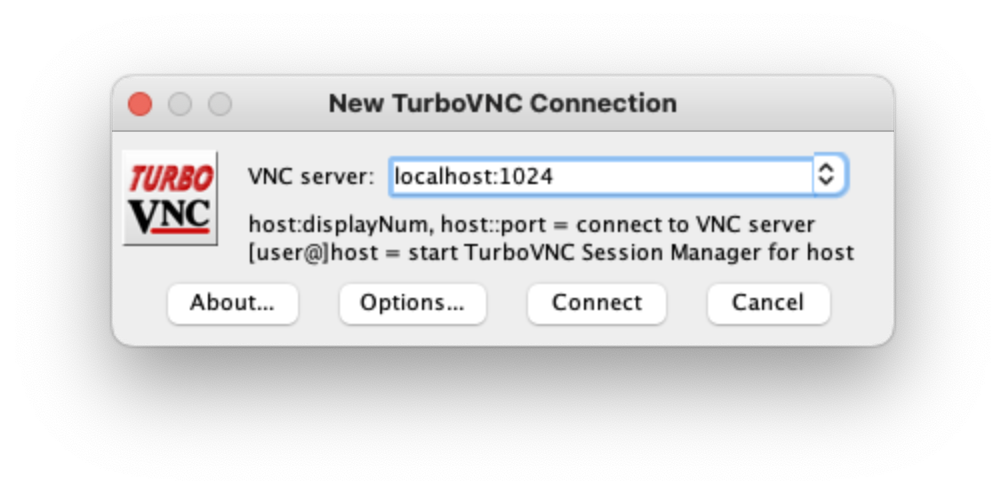 New TurboVNC Connection
TURBO
VNC
VNC server: localhost:1024
host:displayNum, host::port = connect to VNC server
[user@]host = start TurboVNC Session Manager for host
About... Options... Connect Cancel